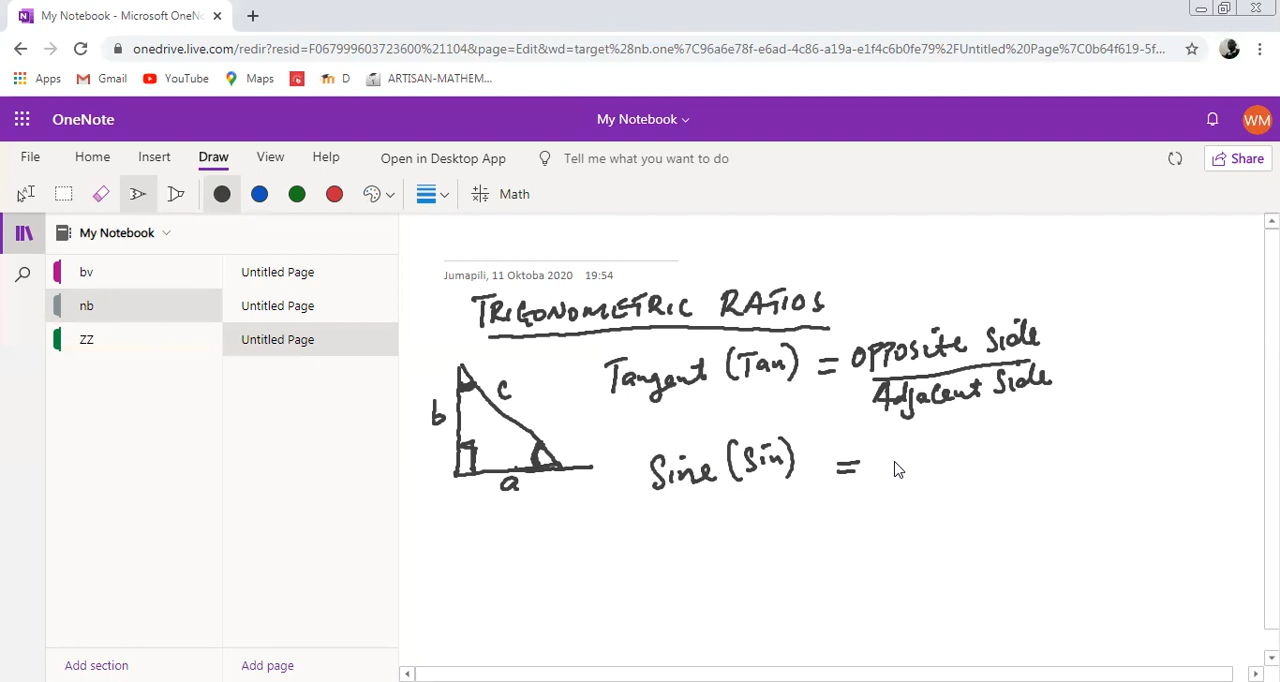 My Notebook - Microsoft OneNo
onedrive.live.com/redir?resid=F067999603723600%21104&page=Edit&wd=target%28nb.one%7C96a6e78f-e6ad-4c86-a19a-e1f4c6b0fe79%2FUntitled%20Page%7C0b64f619-5f...
Apps Gmail YouTube Maps D ARTISAN-MATHEM...
OneNote My Notebook WM
File Home Insert Draw View Help Open in Desktop App Tell me what you want to do Share
Math
My Notebook
bv Untitled Page
nb Untitled Page
ZZ Untitled Page
Jumapili, 11 Oktoba 2020 19:54
TRIGONOMETRIC RATIOS
Tangent (Tan) = Opposite Side
Adjacent Side
c
b
a
Sine (Sin) =
Add section Add page